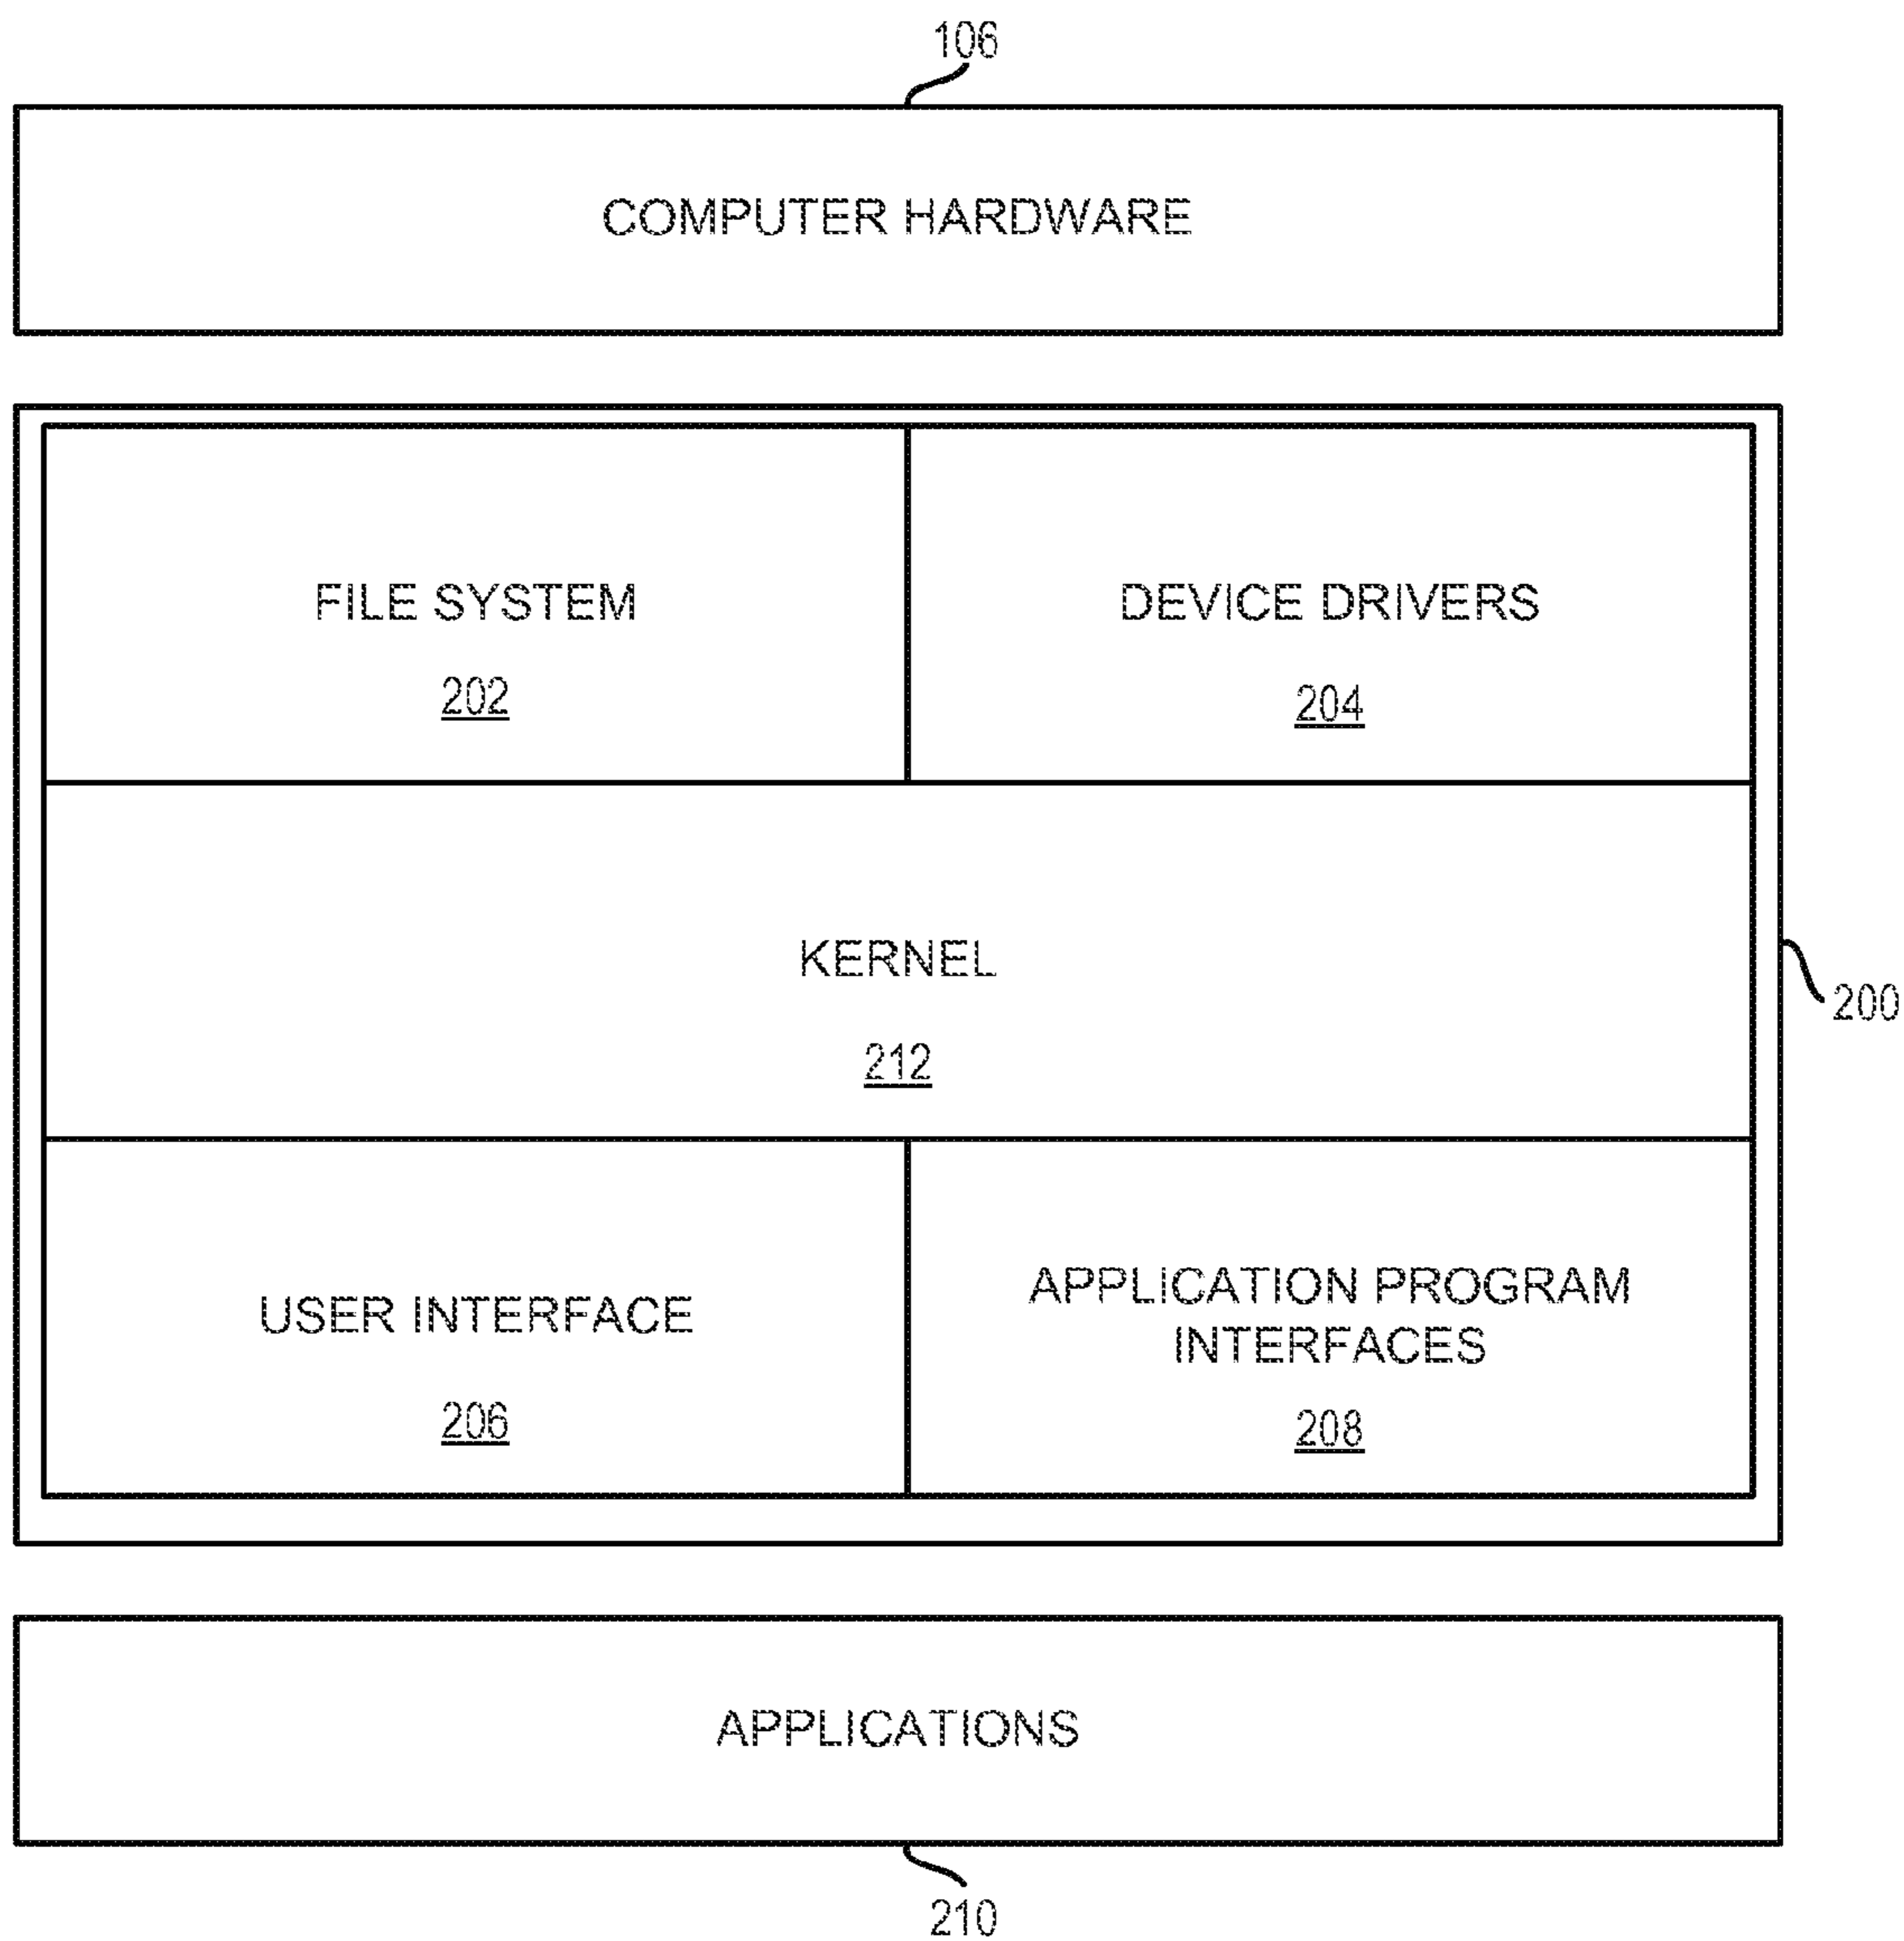 106
COMPUTER HARDWARE
FILE SYSTEM
202
DEVICE DRIVERS
204
KERNEL
212
200
USER INTERFACE
206
APPLICATION PROGRAM
INTERFACES
208
APPLICATIONS
210